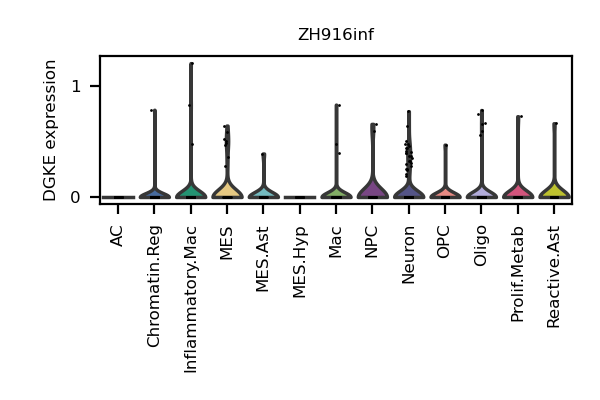 ZH916inf
DGKE expression
1
0
AC
Chromatin.Reg
Inflammatory.Mac
MES
MES.Ast
MES.Hyp
Mac
NPC
Neuron
OPC
Oligo
Prolif.Metab
Reactive.Ast